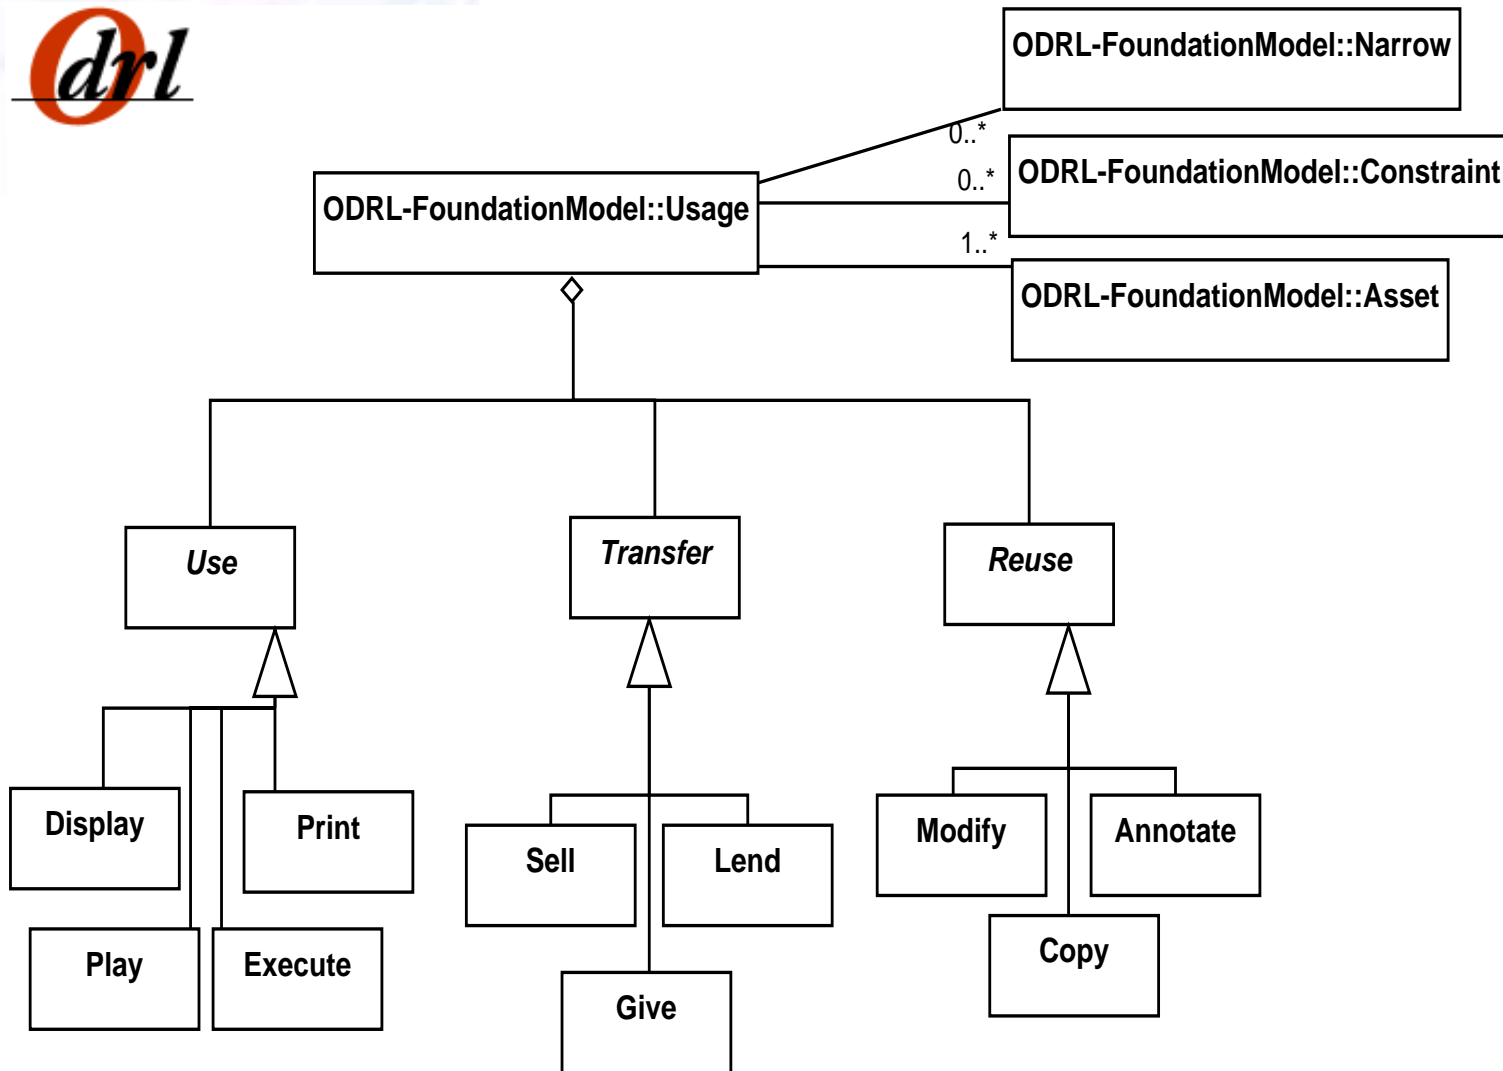 Odrl
ODRL-FoundationModel::Narrow
0..*
ODRL-FoundationModel::Usage
0..*
ODRL-FoundationModel::Constraint
1..*
ODRL-FoundationModel::Asset
Use
Transfer
Reuse
Display
Print
Play
Execute
Sell
Lend
Give
Modify
Annotate
Copy